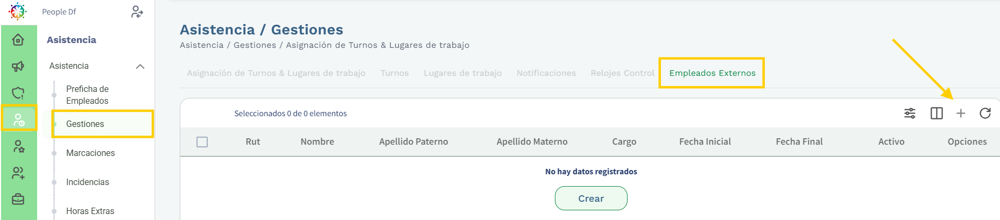 People Df
Asistencia
Asistencia
Preficha de
Empleados
Gestiones
Marcaciones
Incidencias
Horas Extras
Asistencia / Gestiones
Asistencia / Gestiones / Asignación de Turnos & Lugares de trabajo
Asignación de Turnos & Lugares de trabajo Turnos Lugares de trabajo Notificaciones Relojes Control Empleados Externos
Seleccionados 0 de 0 elementos
Rut Nombre Apellido Paterno Apellido Materno Cargo Fecha Inicial Fecha Final Activo Opciones
No hay datos registrados
Crear